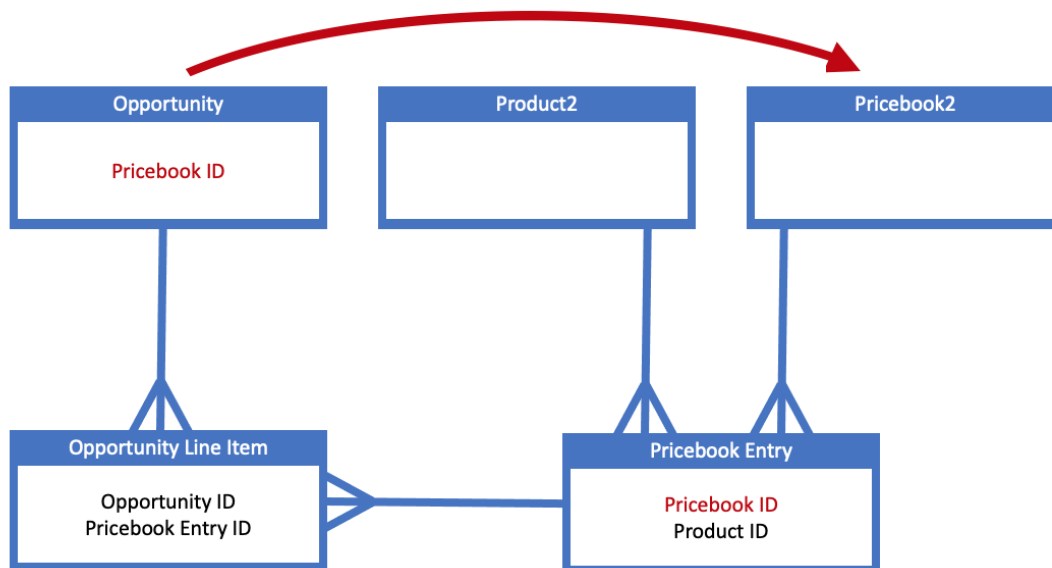 Opportunity
Pricebook ID
Product2
Pricebook2
Opportunity Line Item
Opportunity ID
Pricebook Entry ID
Pricebook Entry
Pricebook ID
Product ID